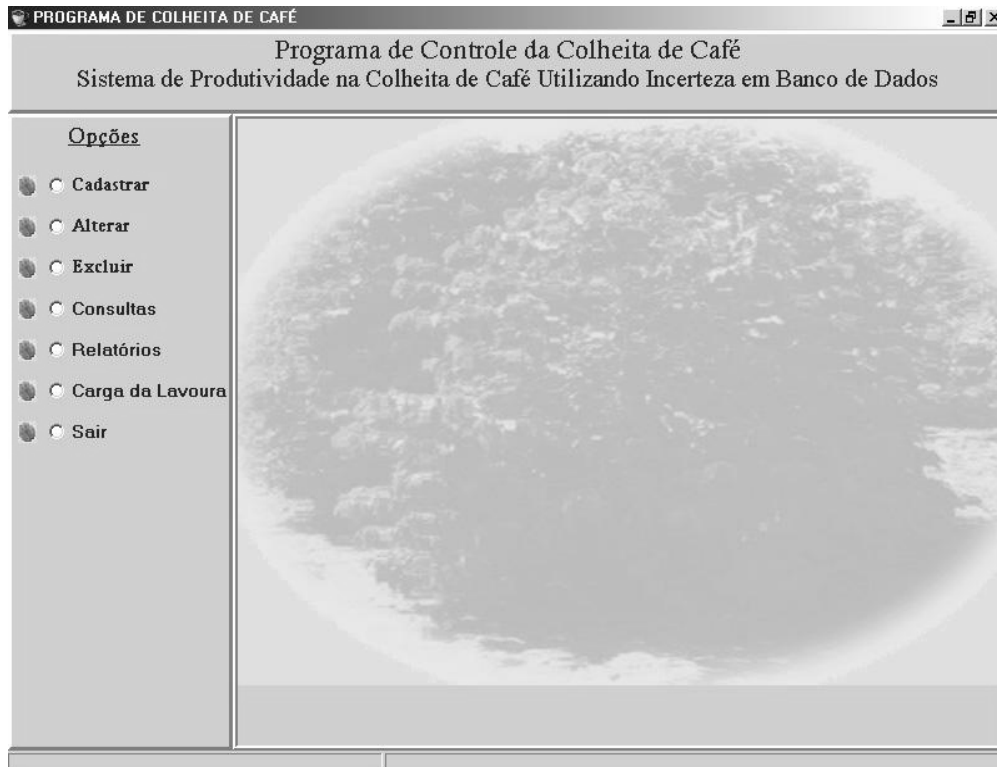 PROGRAMA DE COLHEITA DE CAFÉ
Programa de Controle da Colheita de Café
Sistema de Produtividade na Colheita de Café Utilizando Incerteza em Banco de Dados
Opções
Cadastrar
Alterar
Excluir
Consultas
Relatórios
Carga da Lavoura
Sair